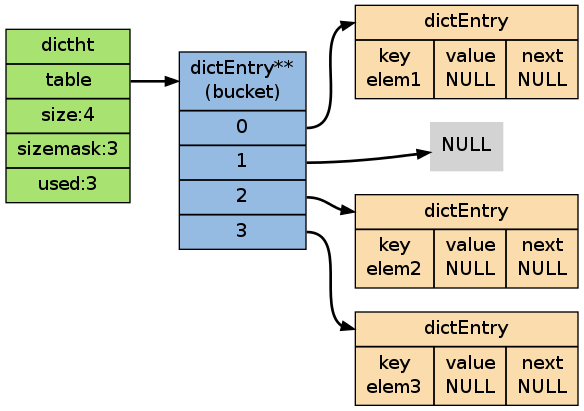 dictht
table
size:4
sizemask:3
used:3
dictEntry**
(bucket)
0
1
2
3
dictEntry
key value next
elem1 NULL NULL
NULL
dictEntry
key value next
elem2 NULL NULL
dictEntry
key value next
elem3 NULL NULL